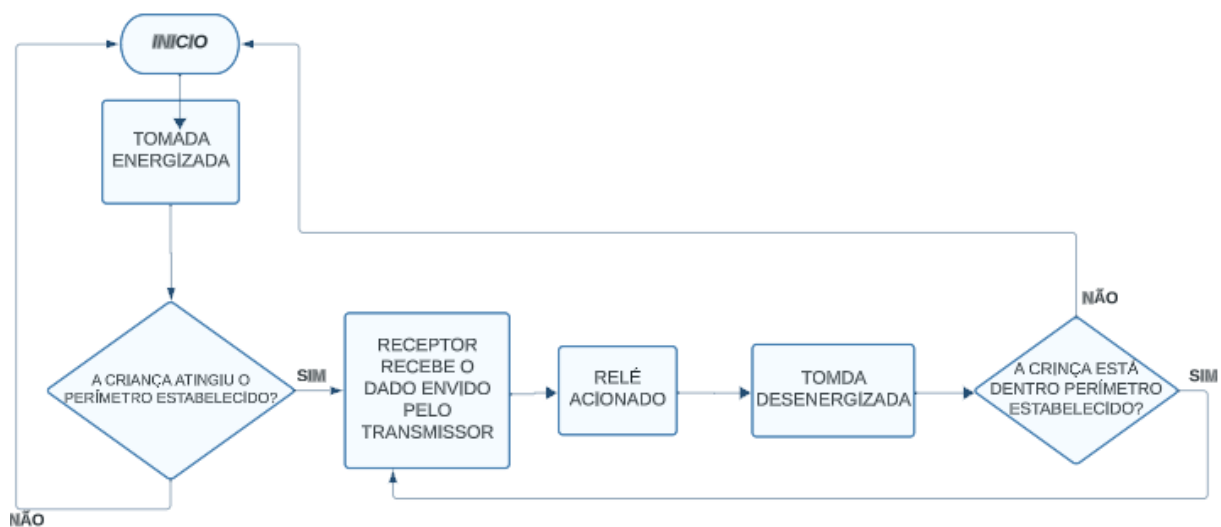 INICIO
TOMADA
ENERGIZADA
A CRIANÇA ATINGIU O
PERÍMETRO ESTABELECIDO?
SIM
NÃO
RECEPTOR
RECEBE O
DADO ENVIDO
PELO
TRANSMISSOR
RELÉ
ACIONADO
TOMDA
DESENERGIZADA
A CRINÇA ESTÁ
DENTRO PERÍMETRO
ESTABELECIDO?
NÃO
SIM